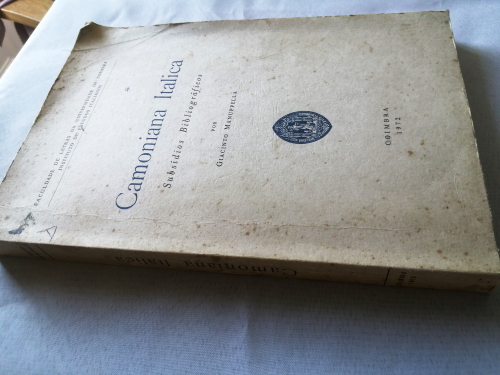 FACULDADE DE LETRAS DA UNIVERSIDADE DE COIMBRA
INSTITUTO DE ESTUDOS ITALIANOS
Camoniana Italica
Subsídios Bibliográficos
POR
GIACINTO MANUPPELLA
COIMBRA
1972
Camoniana Italica